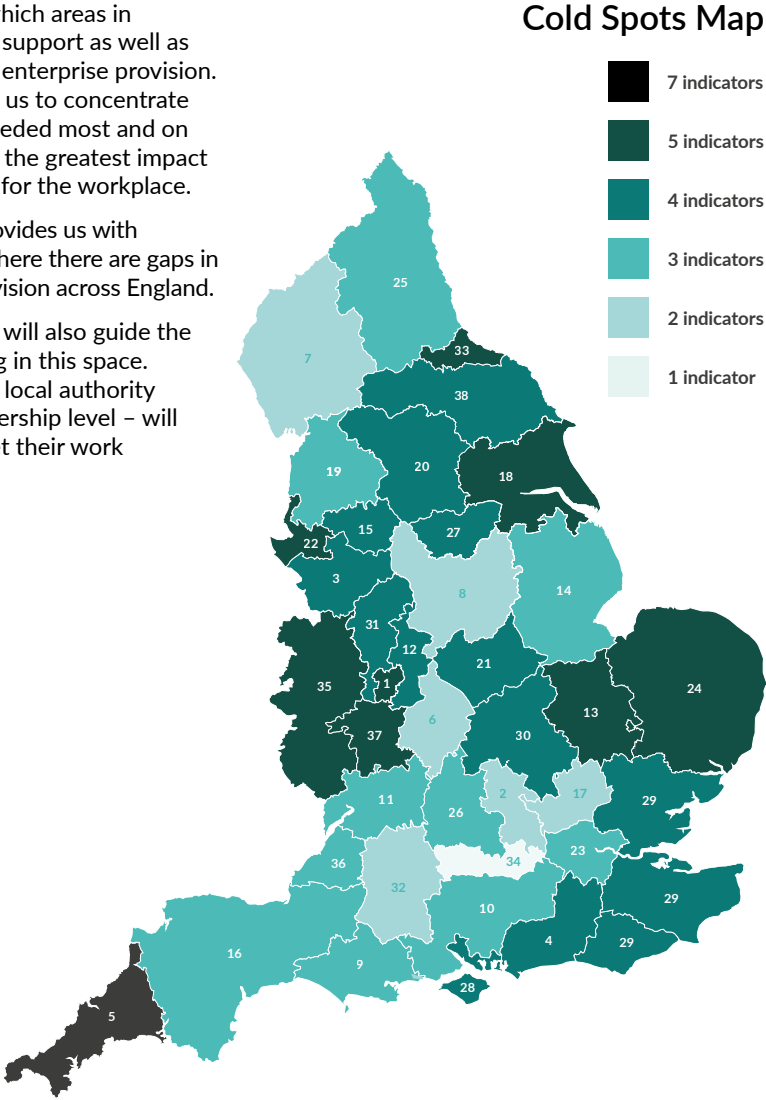 hich areas in
support as well as
enterprise provision.
us to concentrate
eded most and on
the greatest impact
for the workplace.
ovides us with
here there are gaps in
vision across England.
will also guide the
g in this space.
local authority
ership level – will
t their work
Cold Spots Map
7 indicators
5 indicators
4 indicators
3 indicators
2 indicators
1 indicator
25
7
33
38
19
20
18
15
27
22
3
8
14
31
12
21
35
1
24
13
37
6
30
11
26
2
17
29
36
34
23
32
10
29
16
9
4
29
28
5